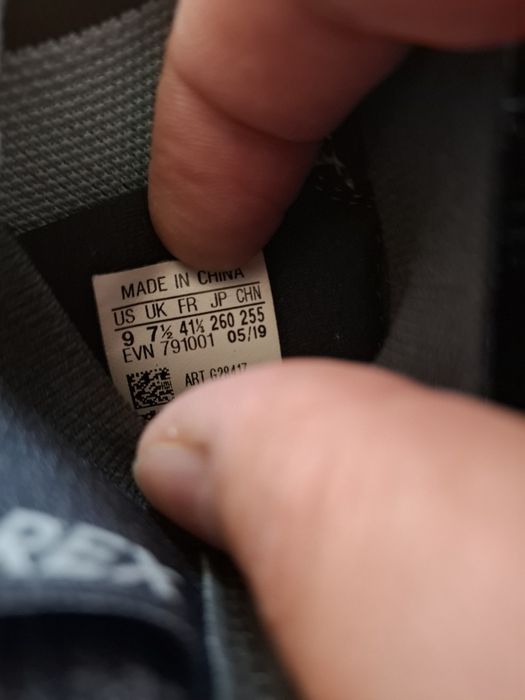 MADE IN CHINA
US UK FR JP CHN
9 7½ 41⅓ 260 255
EVN 791001 05/19
ART G28417
REX